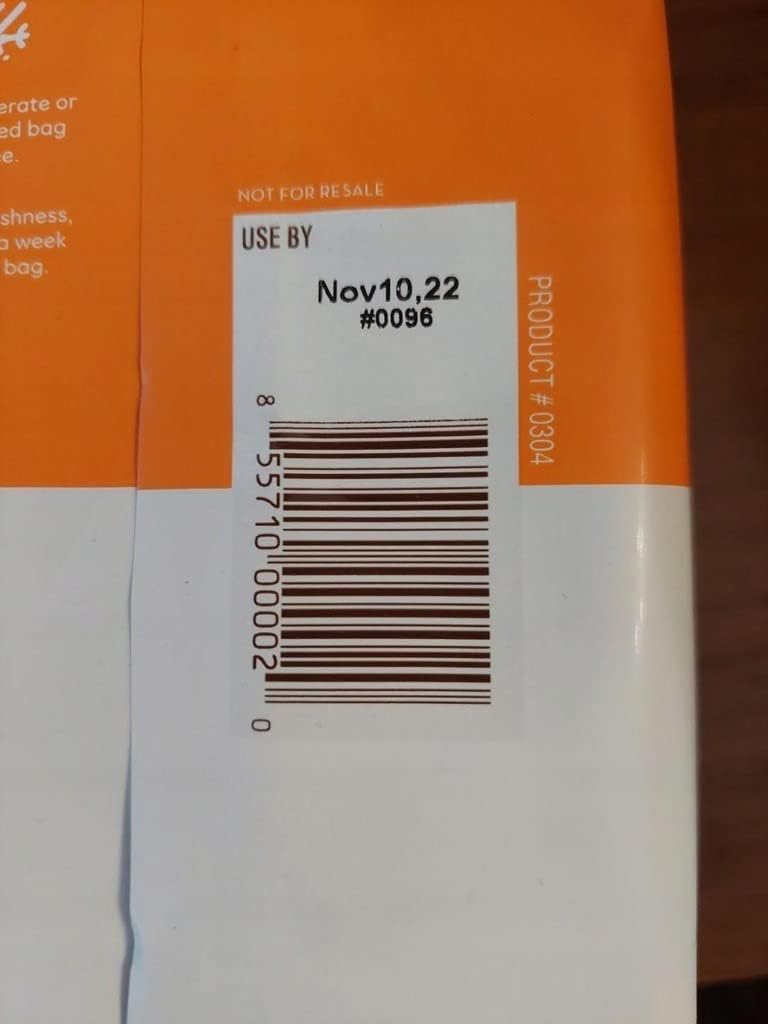 erate or
ed bag
e.
shness,
a week
bag.
NOT FOR RESALE
USE BY
Nov10,22
#0096
PRODUCT # 0304
8 55710 00002 0